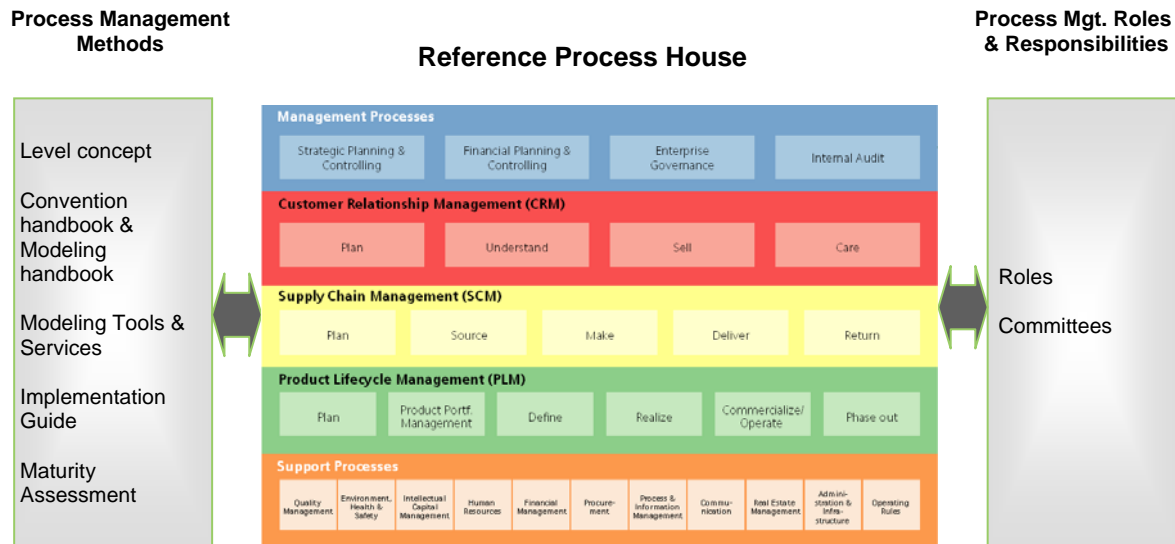 Process Management
Methods
Reference Process House
Process Mgt. Roles
& Responsibilities
Level concept
Convention
handbook &
Modeling
handbook
Modeling Tools &
Services
Implementation
Guide
Maturity
Assessment
Management Processes
Strategic Planning &
Controlling
Financial Planning &
Controlling
Enterprise
Governance
Internal Audit
Customer Relationship Management (CRM)
Plan
Understand
Sell
Care
Supply Chain Management (SCM)
Plan
Source
Make
Deliver
Return
Product Lifecycle Management (PLM)
Plan
Product Portf.
Management
Define
Realize
Commercialize/
Operate
Phase out
Support Processes
Quality
Management
Environment,
Health &
Safety
Intellectual
Capital
Management
Human
Resources
Financial
Management
Procure-
ment
Process &
Information
Management
Commu-
nication
Real Estate
Management
Admini-
stration &
Infra-
structure
Operating
Rules
Roles
Committees